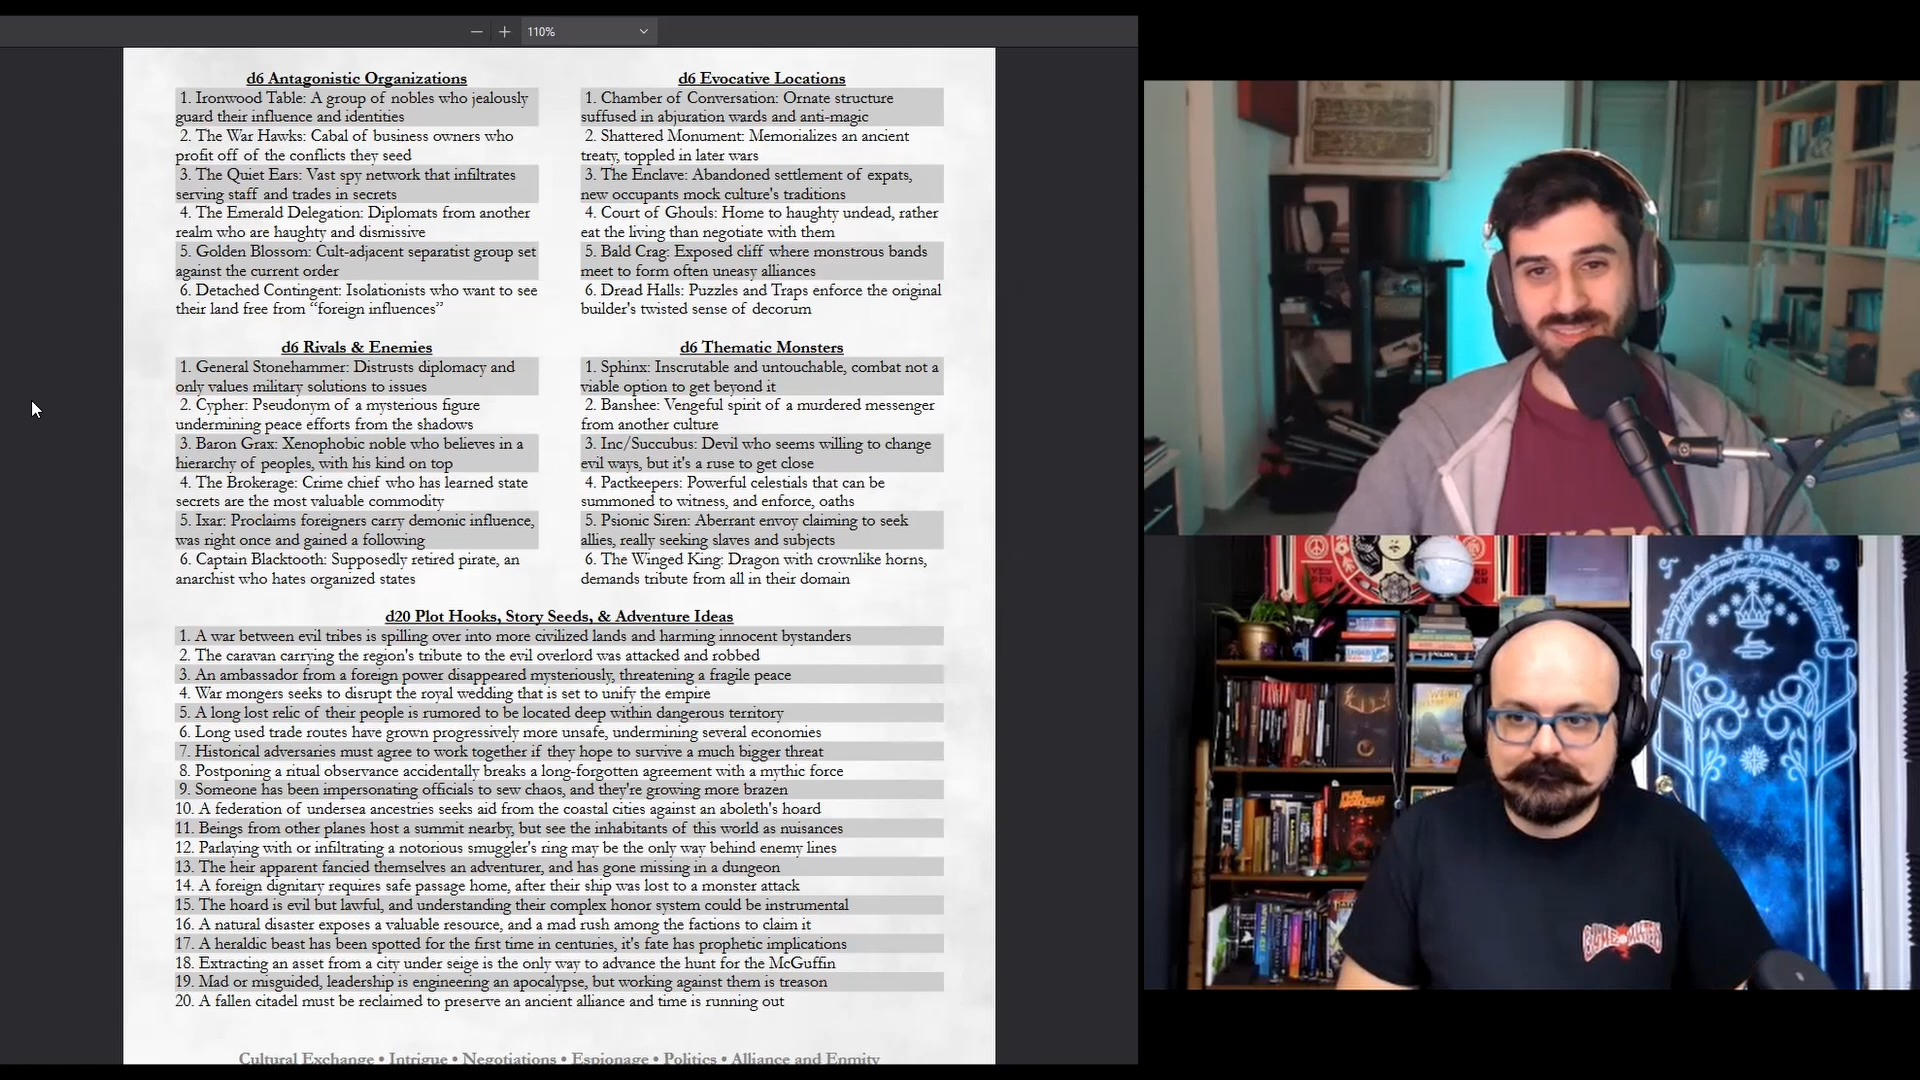 110%
d6 Antagonistic Organizations
1. Ironwood Table: A group of nobles who jealously
guard their influence and identities
2. The War Hawks: Cabal of business owners who
profit off of the conflicts they seed
3. The Quiet Ears: Vast spy network that infiltrates
serving staff and trades in secrets
4. The Emerald Delegation: Diplomats from another
realm who are haughty and dismissive
5. Golden Blossom: Cult-adjacent separatist group set
against the current order
6. Detached Contingent: Isolationists who want to see
their land free from “foreign influences”
d6 Evocative Locations
1. Chamber of Conversation: Ornate structure
suffused in abjuration wards and anti-magic
2. Shattered Monument: Memorializes an ancient
treaty, toppled in later wars
3. The Enclave: Abandoned settlement of expats,
new occupants mock culture's traditions
4. Court of Ghouls: Home to haughty undead, rather
eat the living than negotiate with them
5. Bald Crag: Exposed cliff where monstrous bands
meet to form often uneasy alliances
6. Dread Halls: Puzzles and Traps enforce the original
builder's twisted sense of decorum
d6 Rivals & Enemies
1. General Stonehammer: Distrusts diplomacy and
only values military solutions to issues
2. Cypher: Pseudonym of a mysterious figure
undermining peace efforts from the shadows
3. Baron Grax: Xenophobic noble who believes in a
hierarchy of peoples, with his kind on top
4. The Brokerage: Crime chief who has learned state
secrets are the most valuable commodity
5. Ixar: Proclaims foreigners carry demonic influence,
was right once and gained a following
6. Captain Blacktooth: Supposedly retired pirate, an
anarchist who hates organized states
d6 Thematic Monsters
1. Sphinx: Inscrutable and untouchable, combat not a
viable option to get beyond it
2. Banshee: Vengeful spirit of a murdered messenger
from another culture
3. Inc/Succubus: Devil who seems willing to change
evil ways, but it's a ruse to get close
4. Pactkeepers: Powerful celestials that can be
summoned to witness, and enforce, oaths
5. Psionic Siren: Aberrant envoy claiming to seek
allies, really seeking slaves and subjects
6. The Winged King: Dragon with crownlike horns,
demands tribute from all in their domain
d20 Plot Hooks, Story Seeds, & Adventure Ideas
1. A war between evil tribes is spilling over into more civilized lands and harming innocent bystanders
2. The caravan carrying the region's tribute to the evil overlord was attacked and robbed
3. An ambassador from a foreign power disappeared mysteriously, threatening a fragile peace
4. War mongers seeks to disrupt the royal wedding that is set to unify the empire
5. A long lost relic of their people is rumored to be located deep within dangerous territory
6. Long used trade routes have grown progressively more unsafe, undermining several economies
7. Historical adversaries must agree to work together if they hope to survive a much bigger threat
8. Postponing a ritual observance accidentally breaks a long-forgotten agreement with a mythic force
9. Someone has been impersonating officials to sew chaos, and they're growing more brazen
10. A federation of undersea ancestries seeks aid from the coastal cities against an aboleth's hoard
11. Beings from other planes host a summit nearby, but see the inhabitants of this world as nuisances
12. Parlaying with or infiltrating a notorious smuggler's ring may be the only way behind enemy lines
13. The heir apparent fancied themselves an adventurer, and has gone missing in a dungeon
14. A foreign dignitary requires safe passage home, after their ship was lost to a monster attack
15. The hoard is evil but lawful, and understanding their complex honor system could be instrumental
16. A natural disaster exposes a valuable resource, and a mad rush among the factions to claim it
17. A heraldic beast has been spotted for the first time in centuries, it's fate has prophetic implications
18. Extracting an asset from a city under seige is the only way to advance the hunt for the McGuffin
19. Mad or misguided, leadership is engineering an apocalypse, but working against them is treason
20. A fallen citadel must be reclaimed to preserve an ancient alliance and time is running out
Cultural Exchange • Intrigue • Negotiations • Espionage • Politics • Alliance and Enmity